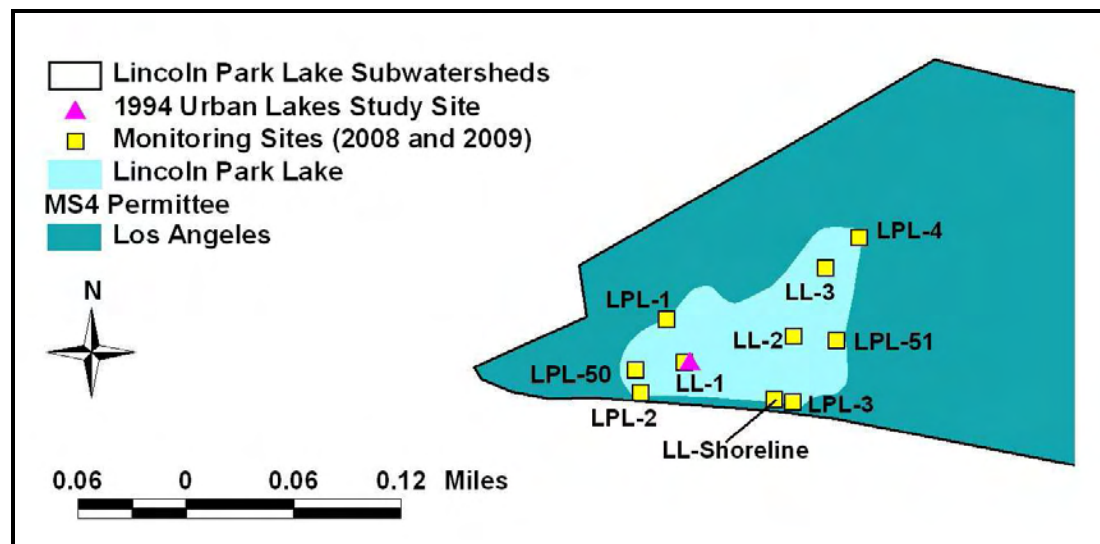 Lincoln Park Lake Subwatersheds
1994 Urban Lakes Study Site
Monitoring Sites (2008 and 2009)
Lincoln Park Lake
MS4 Permittee
Los Angeles
N
LPL-4
LL-3
LPL-1
LL-2
LPL-51
LPL-50
LL-1
LPL-2
LPL-3
LL-Shoreline
0.06 0 0.06 0.12 Miles